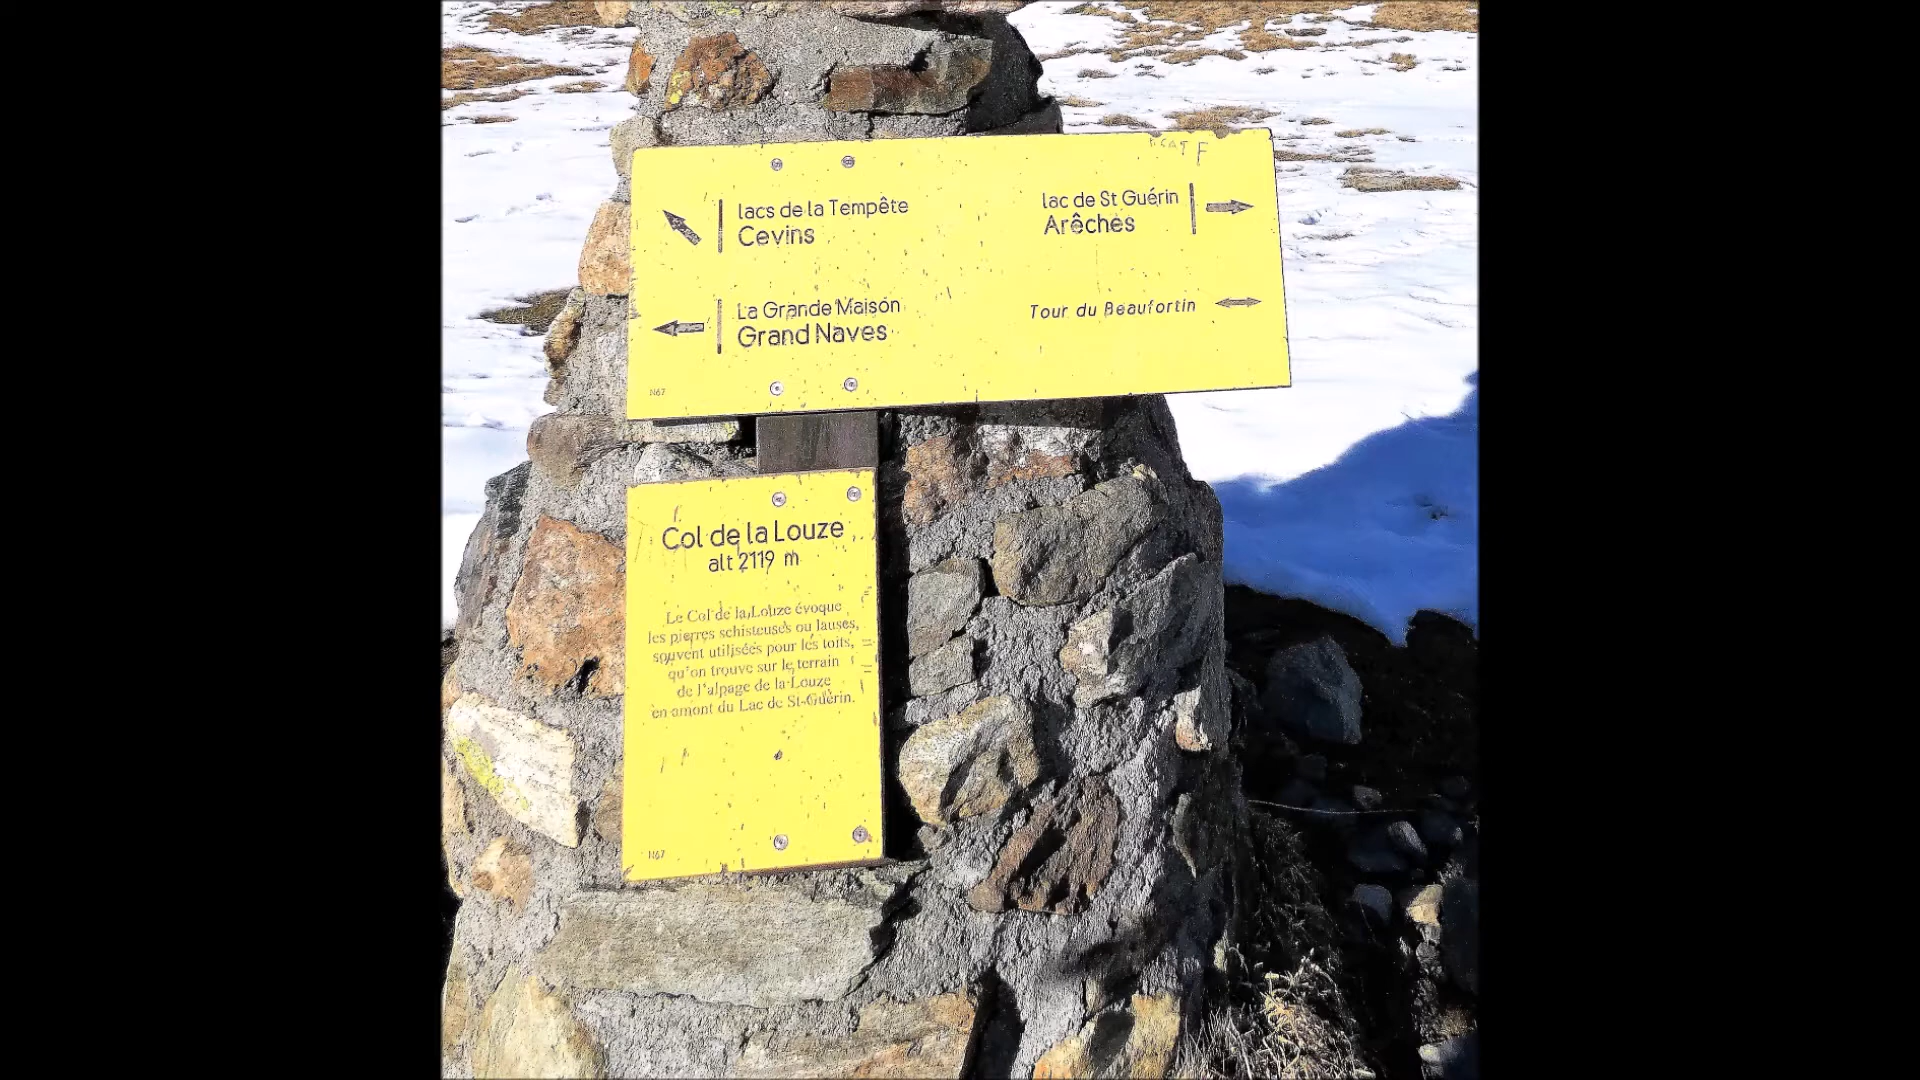 lacs de la Tempête
Cevins
La Grande Maison
Grand Naves
lac de St Guérin
Arêches
Tour du Beaufortin
N67
Col de la Louze
alt 2119 m
Le Col de la Louze évoque
les pierres schisteuses ou lauses,
souvent utilisées pour les toits,
qu'on trouve sur le terrain
de l'alpage de la Louze
en amont du Lac de St-Guérin.
N67